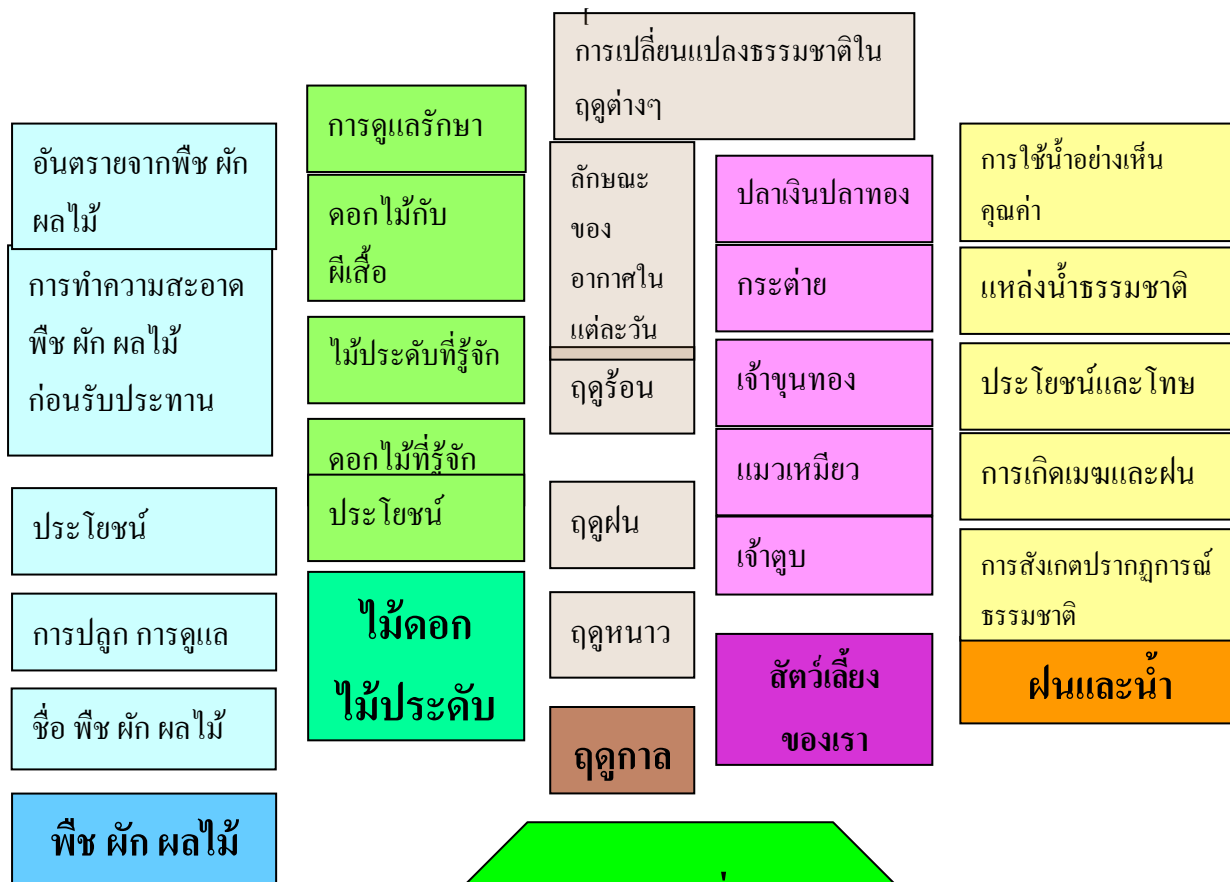 [
การเปลี่ยนแปลงธรรมชาติใน
ฤดูต่างๆ
อันตรายจากพืช ผัก
ผลไม้
การทำความสะอาด
พืช ผัก ผลไม้
ก่อนรับประทาน
ประโยชน์
การปลูก การดูแล
ชื่อ พืช ผัก ผลไม้
พืช ผัก ผลไม้
การดูแลรักษา
ดอกไม้กับ
ผีเสื้อ
ไม้ประดับที่รู้จัก
ดอกไม้ที่รู้จัก
ประโยชน์
ไม้ดอก
ไม้ประดับ
ลักษณะ
ของ
อากาศใน
แต่ละวัน
ฤดูร้อน
ฤดูฝน
ฤดูหนาว
ฤดูกาล
ปลาเงินปลาทอง
กระต่าย
เจ้าขุนทอง
แมวเหมียว
เจ้าตูบ
สัตว์เลี้ยง
ของเรา
การใช้น้ำอย่างเห็น
คุณค่า
แหล่งน้ำธรรมชาติ
ประโยชน์และโทษ
การเกิดเมฆและฝน
การสังเกตปรากฏการณ์
ธรรมชาติ
ฝนและน้ำ